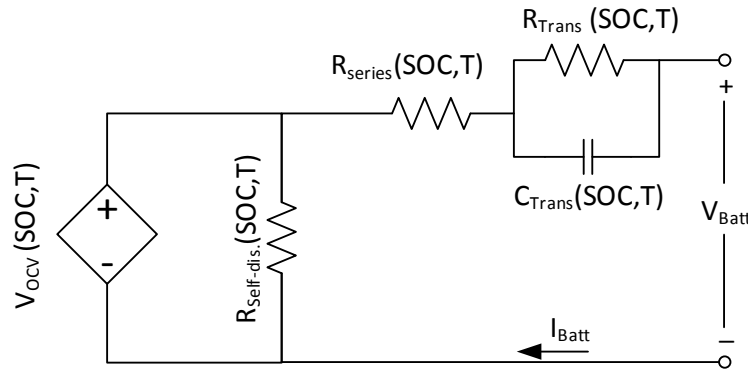 R_Trans (SOC,T)
R_series(SOC,T)
C_Trans(SOC,T)
V_OCV (SOC,T)
+
-
R_Self-dis.(SOC,T)
+
V_Batt
–
I_Batt